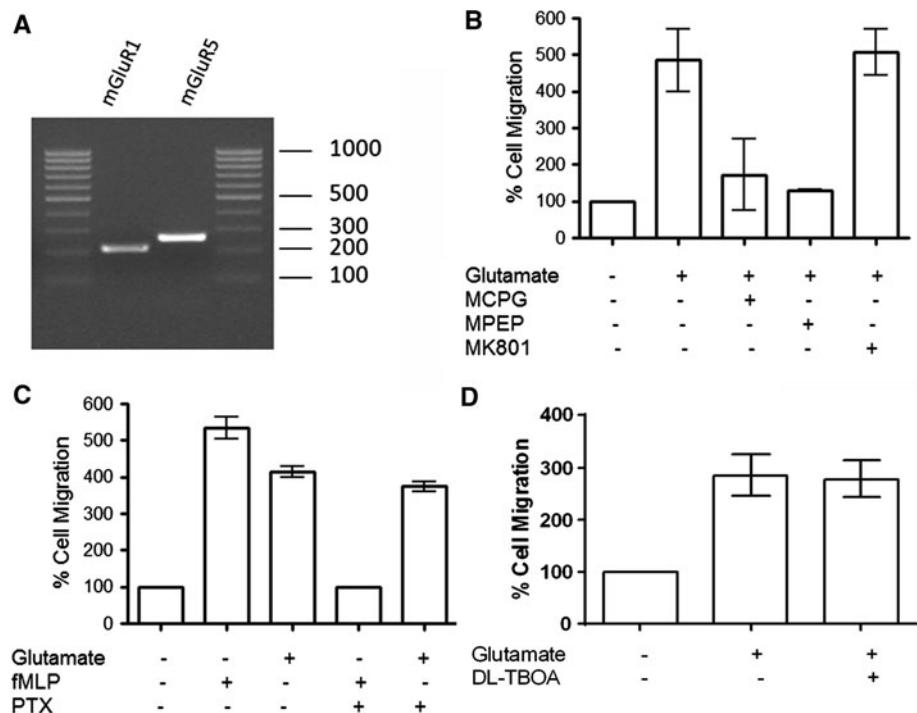 A
mGluR1 mGluR5
1000
500
300
200
100
B
% Cell Migration
600
500
400
300
200
100
0
Glutamate - + + + +
MCPG - - + - -
MPEP - - - + -
MK801 - - - - +
C
% Cell Migration
600
500
400
300
200
100
0
Glutamate - - + - +
fMLP - + - + -
PTX - - - + +
D
% Cell Migration
400
300
200
100
0
Glutamate - + +
DL-TBOA - - +